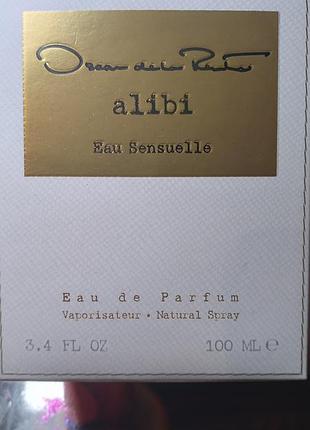 Oscar de la Renta
alibi
Eau Sensuelle
Eau de Parfum
Vaporisateur • Natural Spray
3.4 FL OZ 100 ML ℮